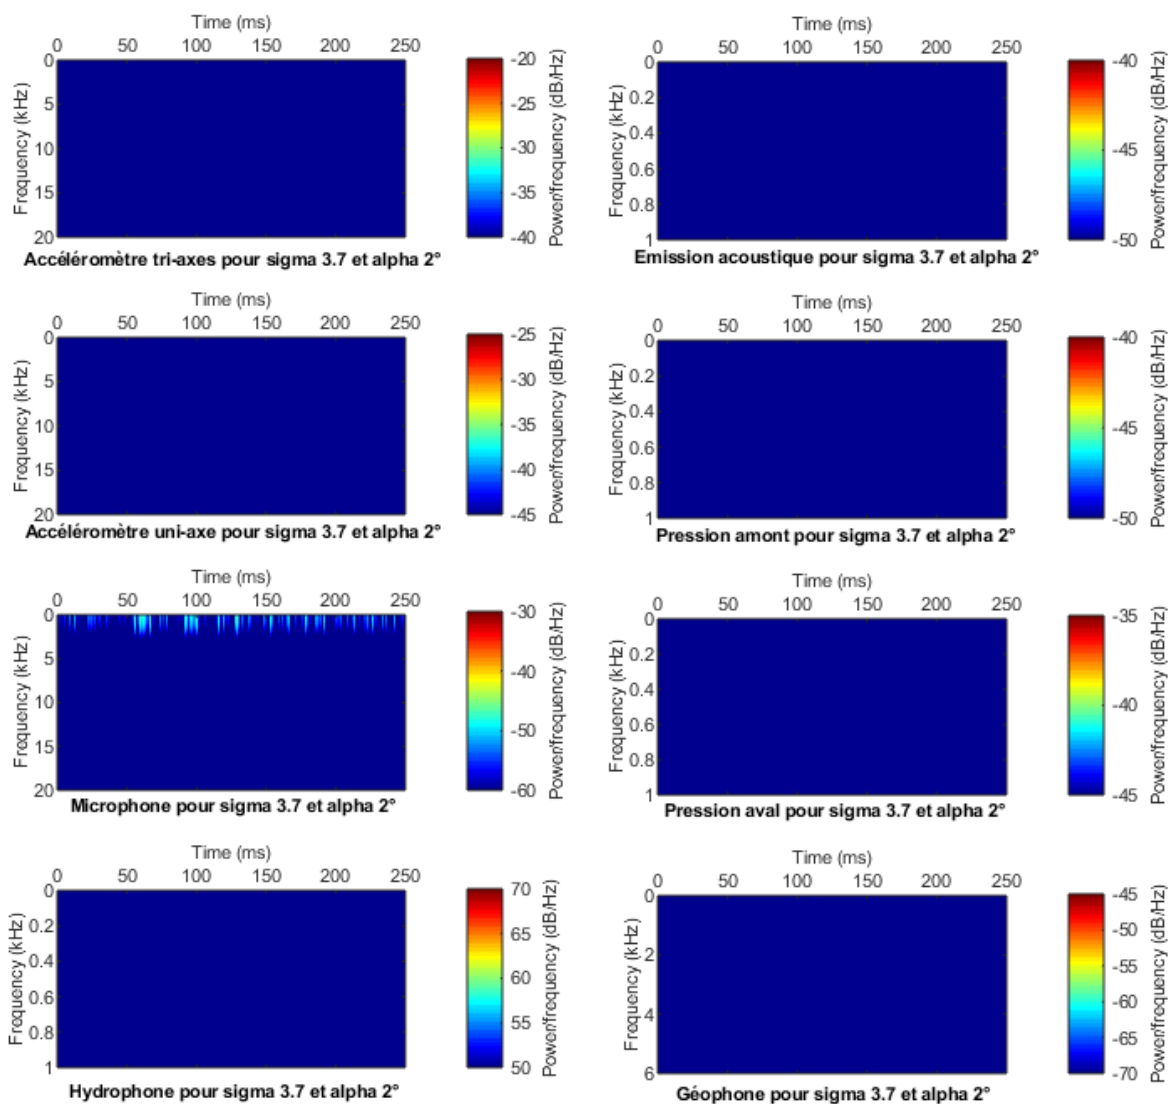 Time (ms)
0 50 100 150 200 250
Frequency (kHz)
0
5
10
15
20
-20
-25
-30
-35
-40
Power/frequency (dB/Hz)
Accéléromètre tri-axes pour sigma 3.7 et alpha 2°
Time (ms)
0 50 100 150 200 250
Frequency (kHz)
0
0.2
0.4
0.6
0.8
1
-40
-45
-50
Power/frequency (dB/Hz)
Emission acoustique pour sigma 3.7 et alpha 2°
Time (ms)
0 50 100 150 200 250
Frequency (kHz)
0
5
10
15
20
-25
-30
-35
-40
-45
Power/frequency (dB/Hz)
Accéléromètre uni-axe pour sigma 3.7 et alpha 2°
Time (ms)
0 50 100 150 200 250
Frequency (kHz)
0
0.2
0.4
0.6
0.8
1
-40
-45
-50
Power/frequency (dB/Hz)
Pression amont pour sigma 3.7 et alpha 2°
Time (ms)
0 50 100 150 200 250
Frequency (kHz)
0
5
10
15
20
-30
-40
-50
-60
Power/frequency (dB/Hz)
Microphone pour sigma 3.7 et alpha 2°
Time (ms)
0 50 100 150 200 250
Frequency (kHz)
0
0.2
0.4
0.6
0.8
1
-35
-40
-45
Power/frequency (dB/Hz)
Pression aval pour sigma 3.7 et alpha 2°
Time (ms)
0 50 100 150 200 250
Frequency (kHz)
0
0.2
0.4
0.6
0.8
1
70
65
60
55
50
Power/frequency (dB/Hz)
Hydrophone pour sigma 3.7 et alpha 2°
Time (ms)
0 50 100 150 200 250
Frequency (kHz)
0
2
4
6
-45
-50
-55
-60
-65
-70
Power/frequency (dB/Hz)
Géophone pour sigma 3.7 et alpha 2°